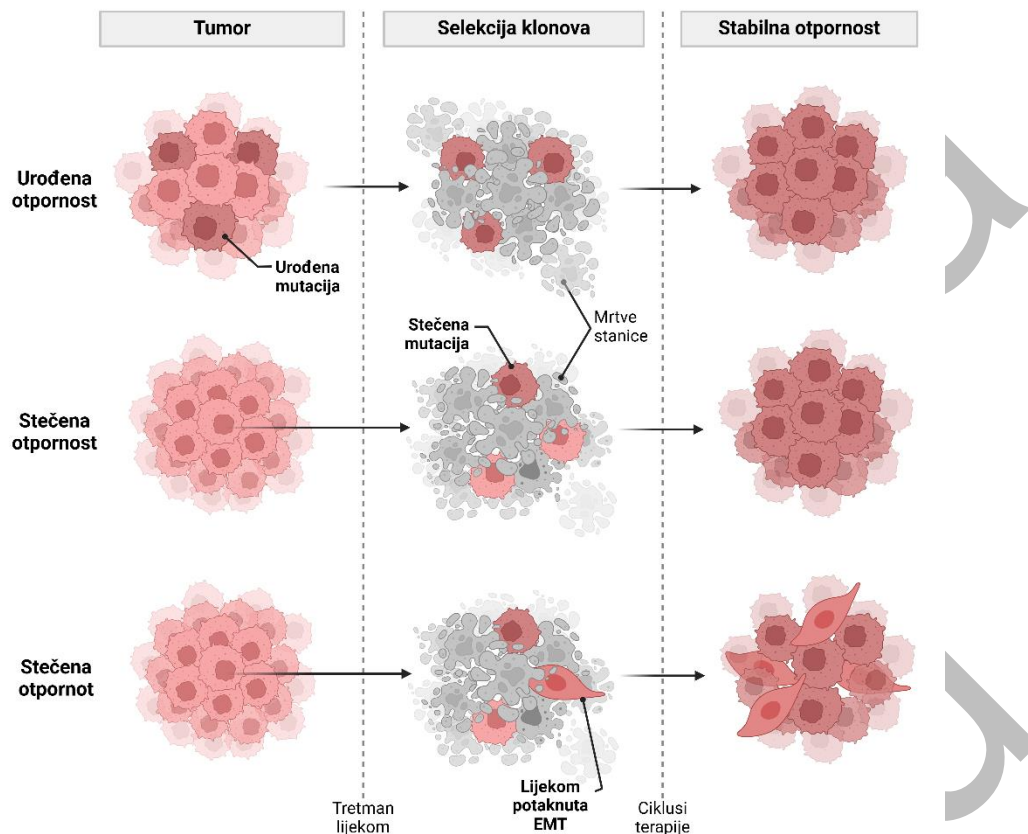 Tumor
Selekcija klonova
Stabilna otpornost
Urođena
otpornost
Urođena
mutacija
Mrtve
stanice
Stečena
mutacija
Stečena
otpornost
Stečena
otpornot
Lijekom
potaknuta
EMT
Tretman
lijekom
Ciklusi
terapije